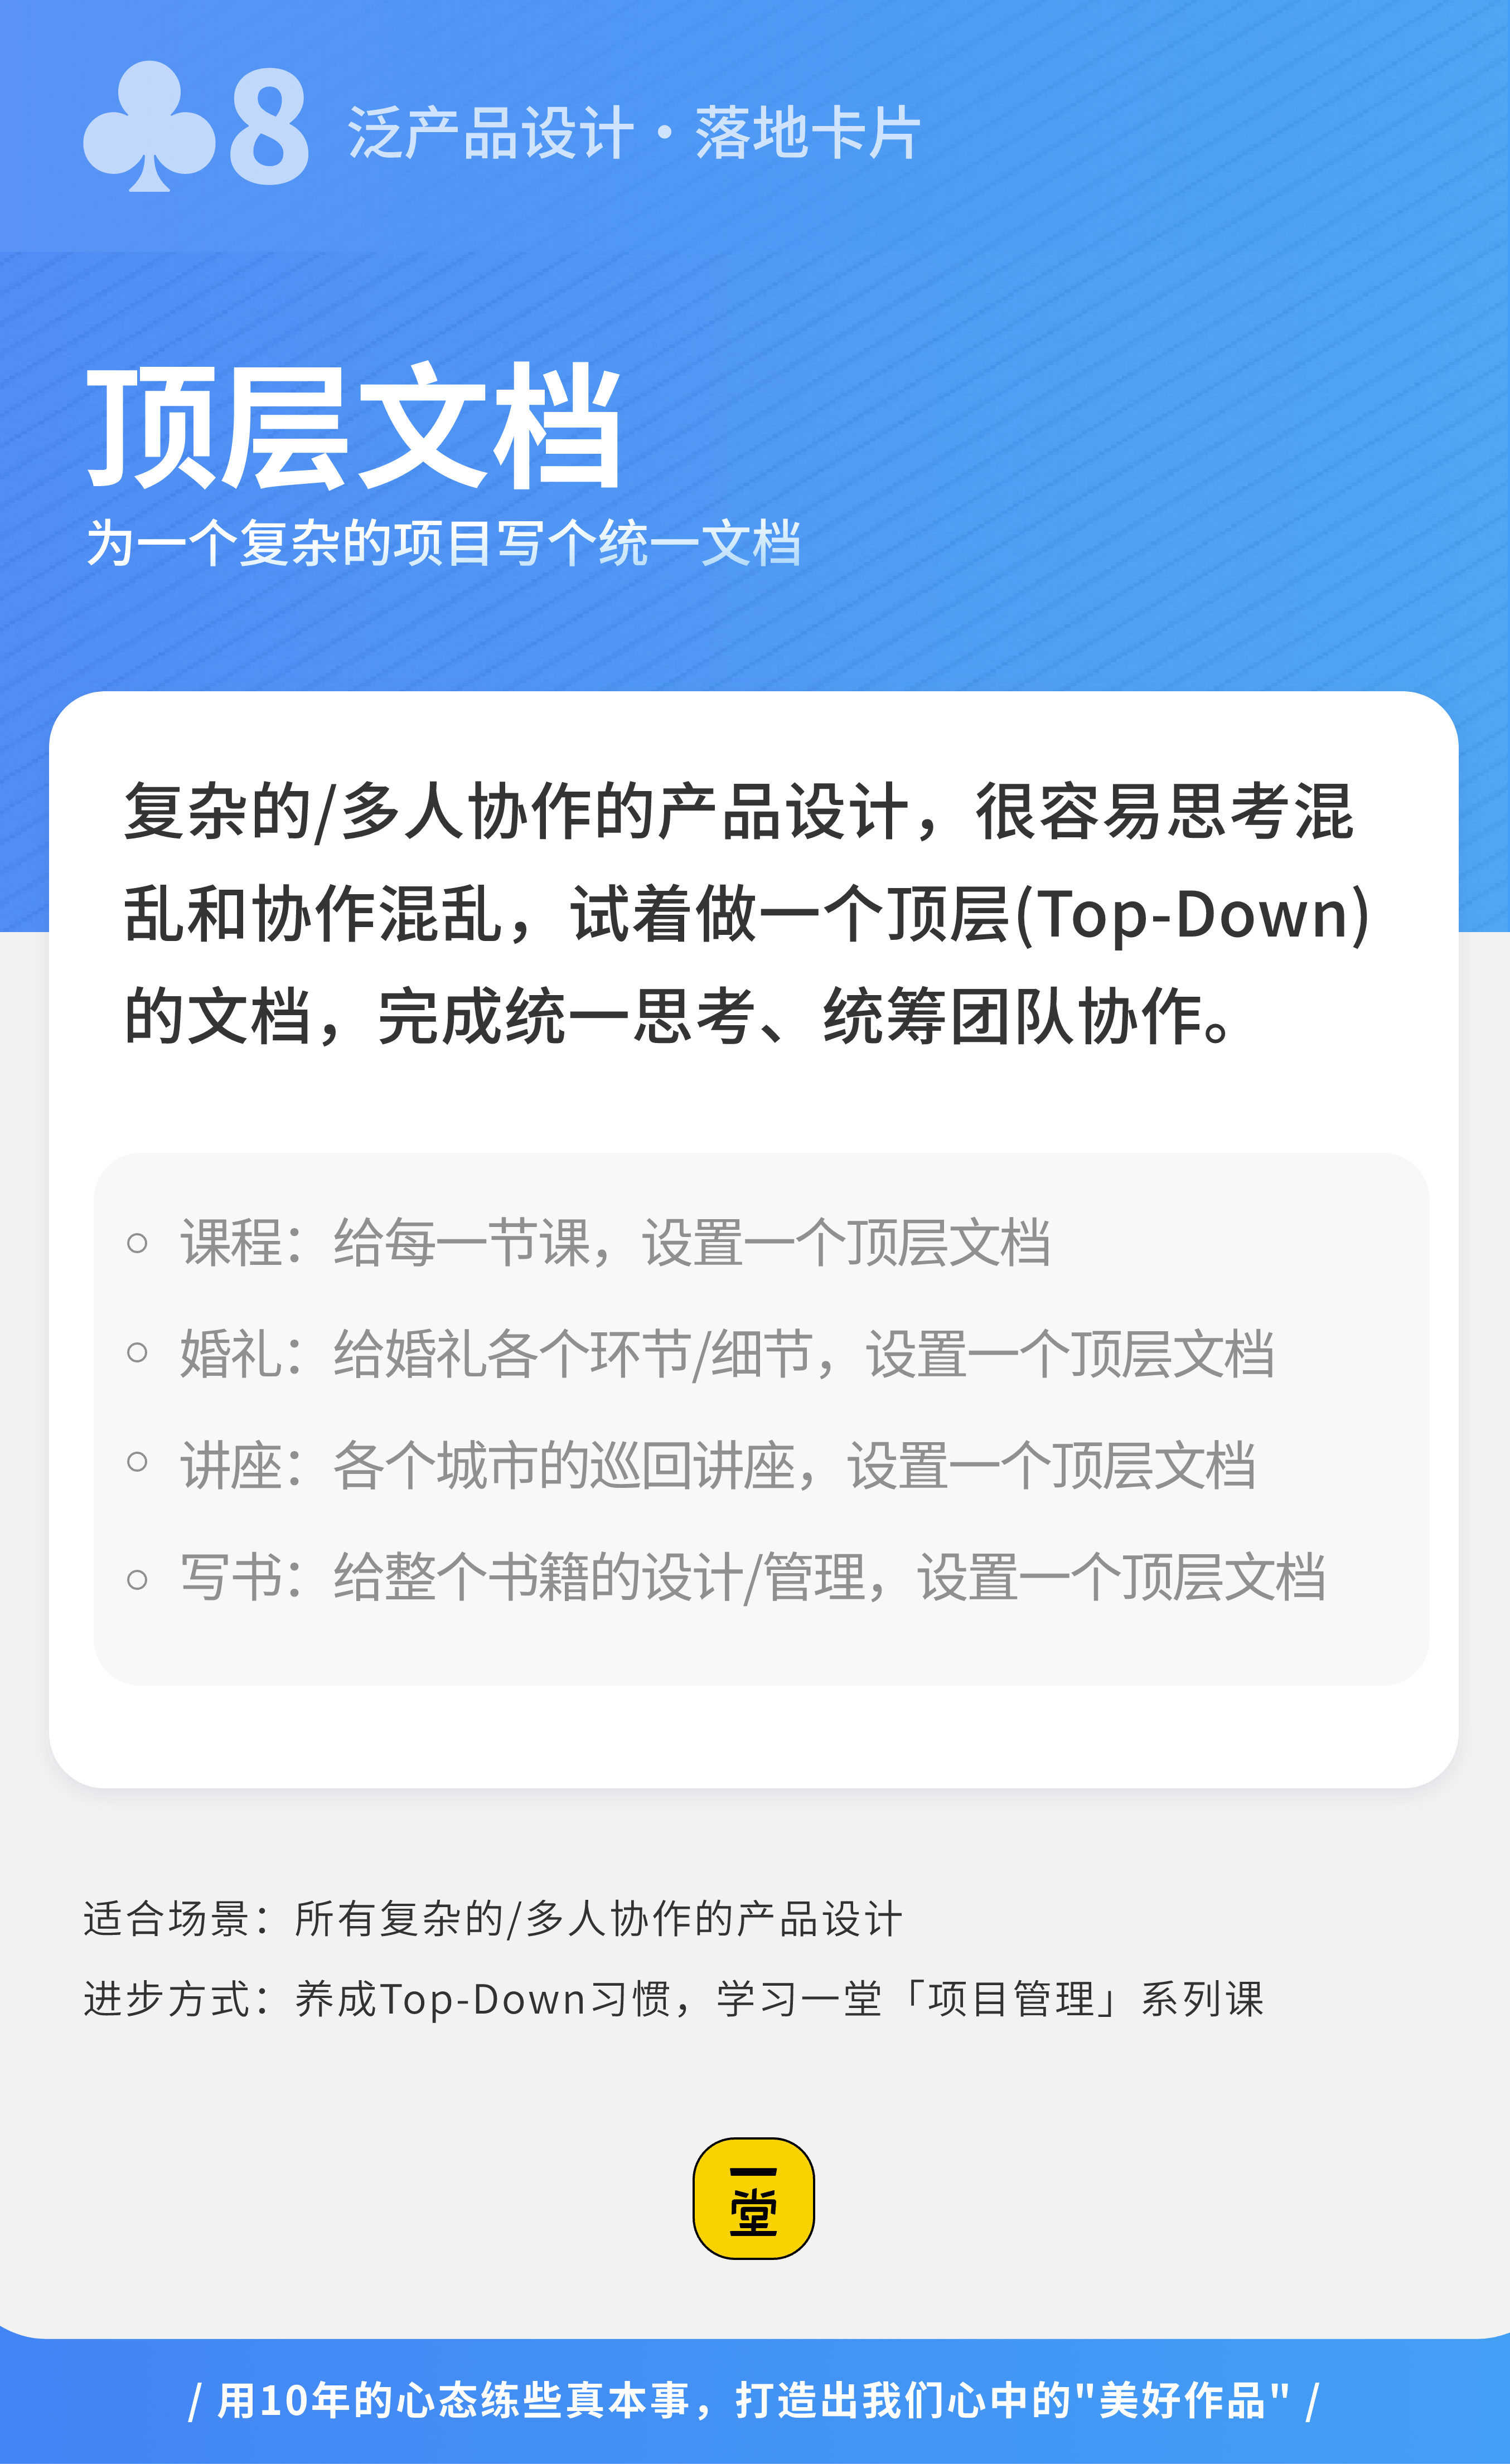 ♣8 泛产品设计·落地卡片
顶层文档
为一个复杂的项目写个统一文档
复杂的/多人协作的产品设计，很容易思考混
乱和协作混乱，试着做一个顶层(Top-Down)
的文档，完成统一思考、统筹团队协作。
课程：给每一节课，设置一个顶层文档
婚礼：给婚礼各个环节/细节，设置一个顶层文档
讲座：各个城市的巡回讲座，设置一个顶层文档
写书：给整个书籍的设计/管理，设置一个顶层文档
适合场景：所有复杂的/多人协作的产品设计
进步方式：养成Top-Down习惯，学习一堂「项目管理」系列课
一
堂
/ 用10年的心态练些真本事，打造出我们心中的"美好作品" /